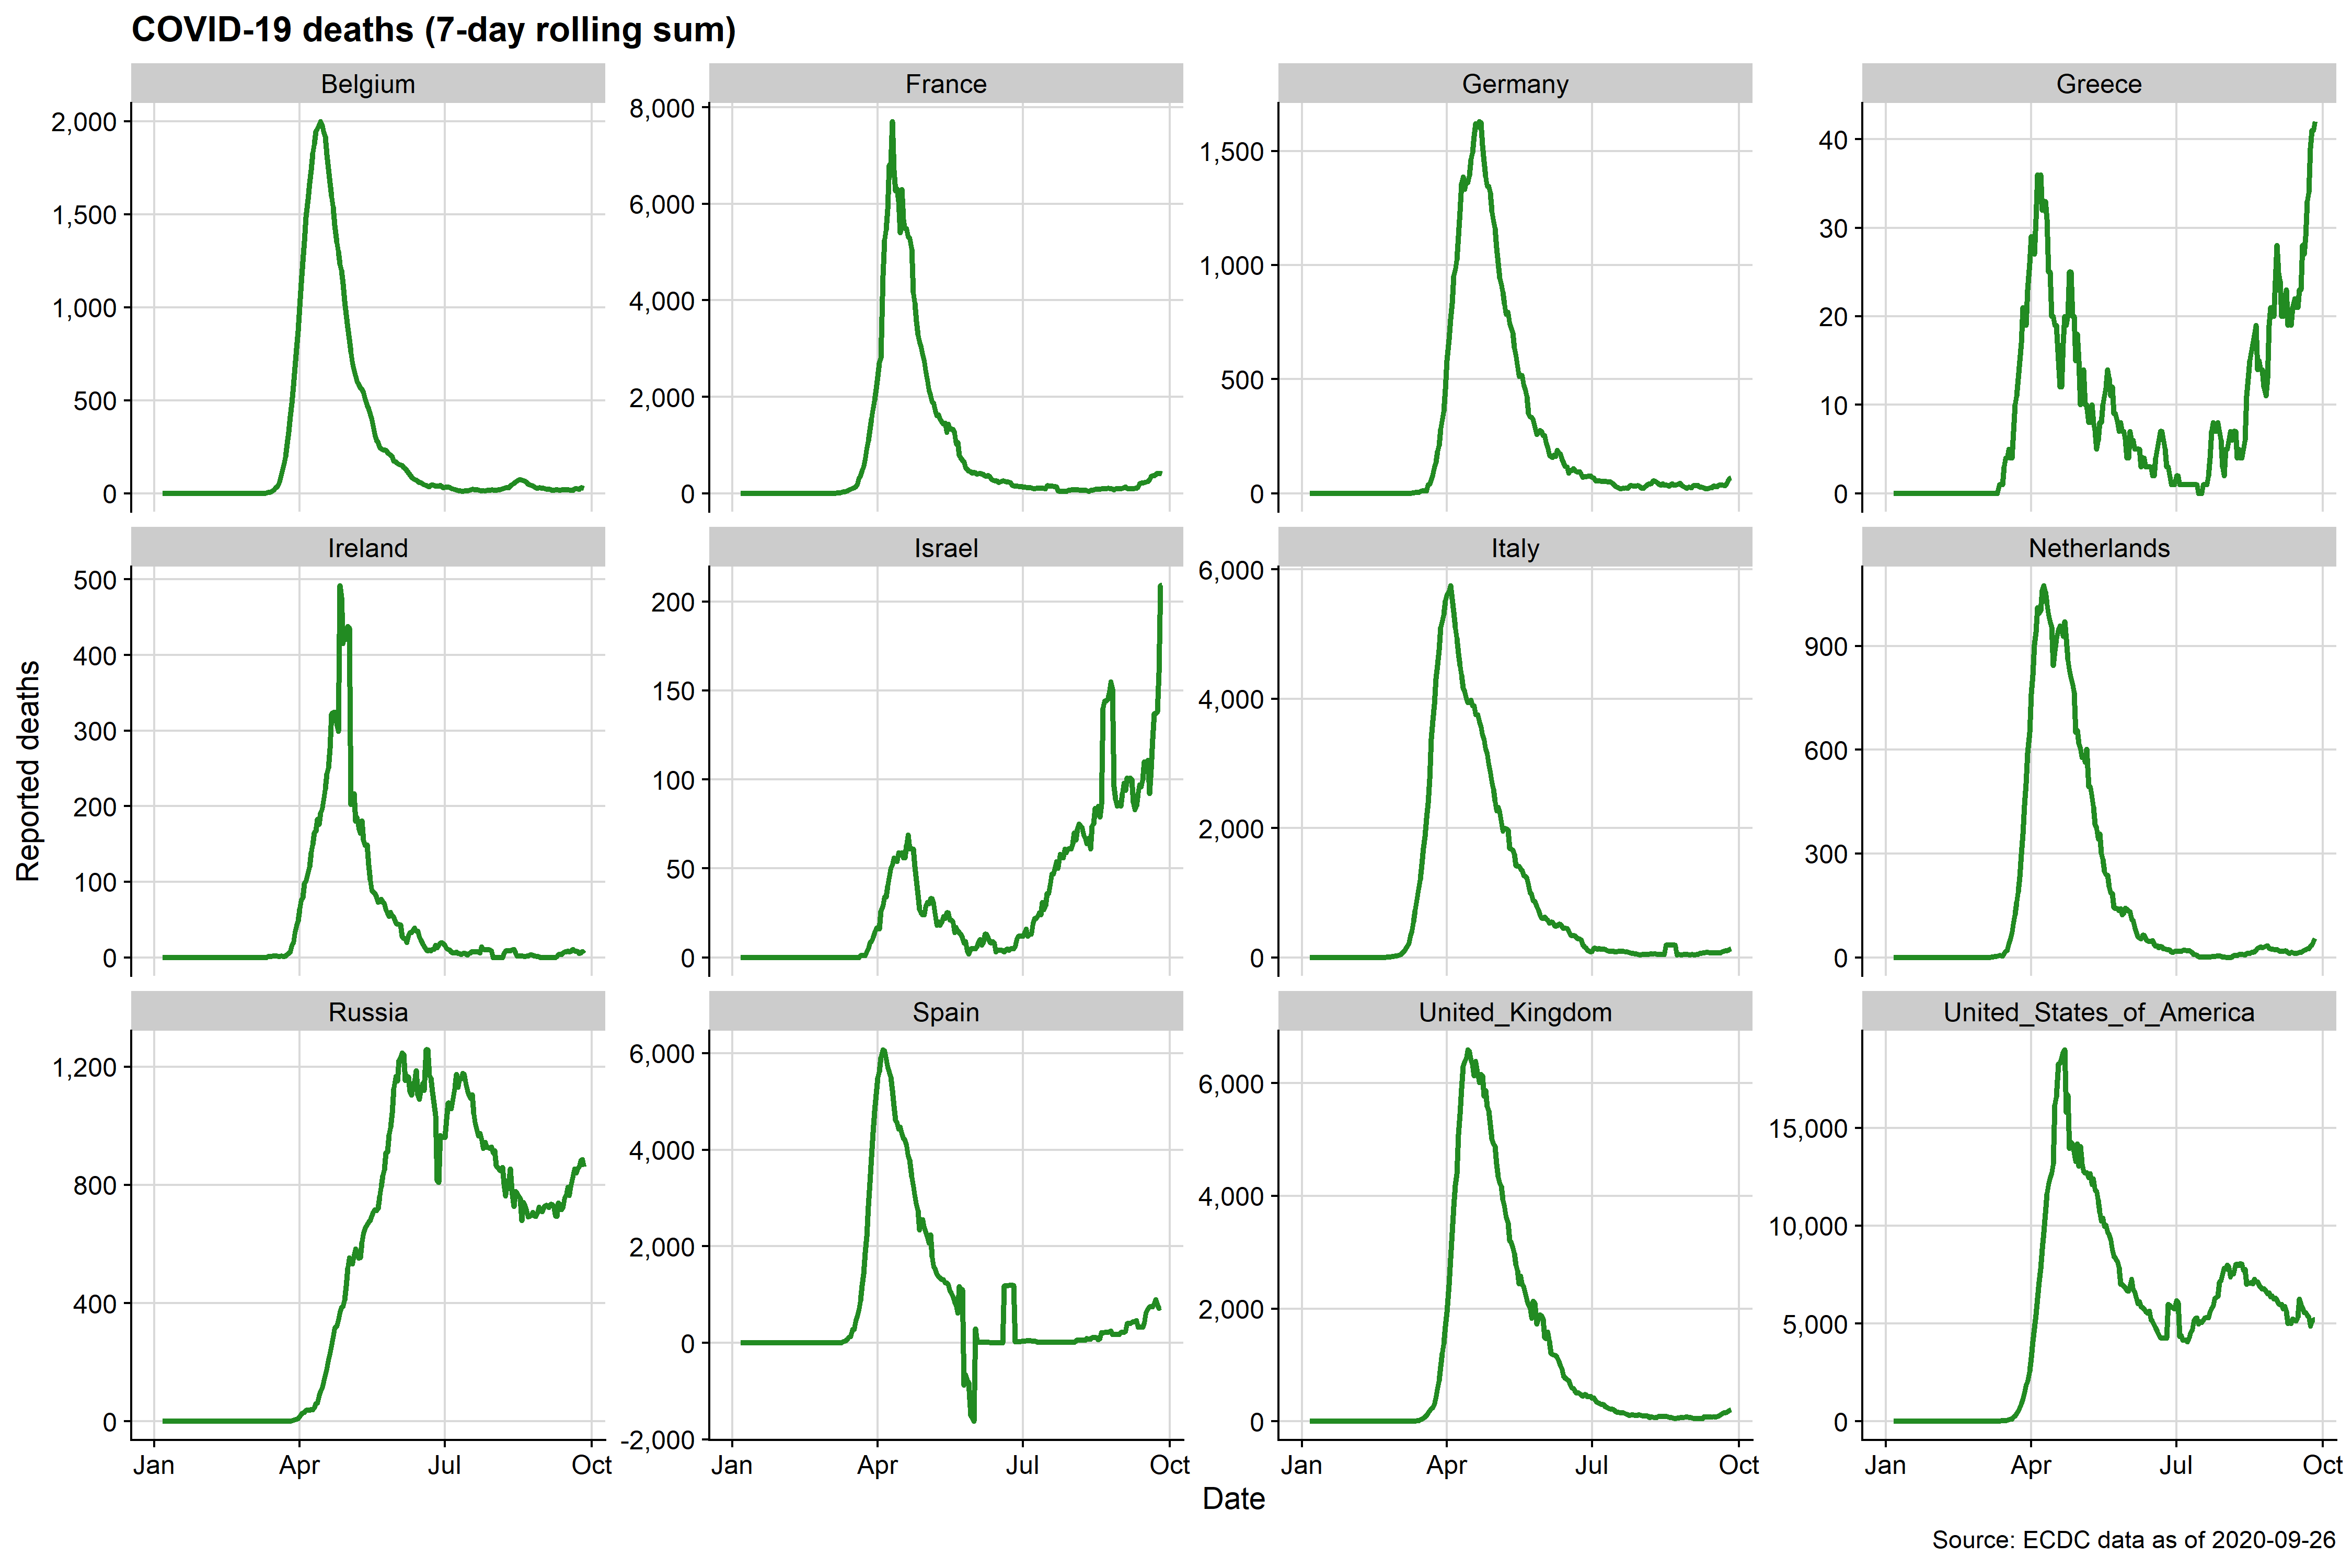 COVID-19 deaths (7-day rolling sum)
Belgium
France
Germany
Greece
2,000
1,500
1,000
500
0
8,000
6,000
4,000
2,000
0
1,500
1,000
500
0
40
30
20
10
0
Ireland
Israel
Italy
Netherlands
500
400
300
200
100
0
200
150
100
50
0
6,000
4,000
2,000
0
900
600
300
0
Reported deaths
Russia
Spain
United_Kingdom
United_States_of_America
1,200
800
400
0
6,000
4,000
2,000
0
-2,000
6,000
4,000
2,000
0
15,000
10,000
5,000
0
Jan Apr Jul Oct
Jan Apr Jul Oct
Jan Apr Jul Oct
Jan Apr Jul Oct
Date
Source: ECDC data as of 2020-09-26